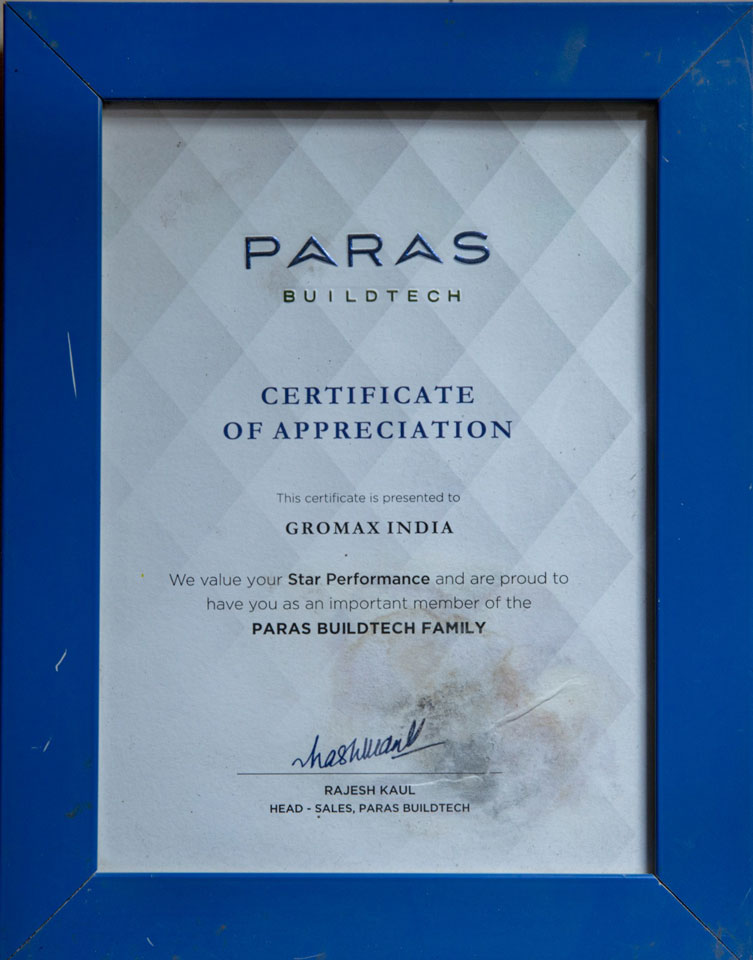 PARAS
BUILDTECH
CERTIFICATE
OF APPRECIATION
This certificate is presented to
GROMAX INDIA
We value your Star Performance and are proud to
have you as an important member of the
PARAS BUILDTECH FAMILY
RAJESH KAUL
HEAD - SALES, PARAS BUILDTECH